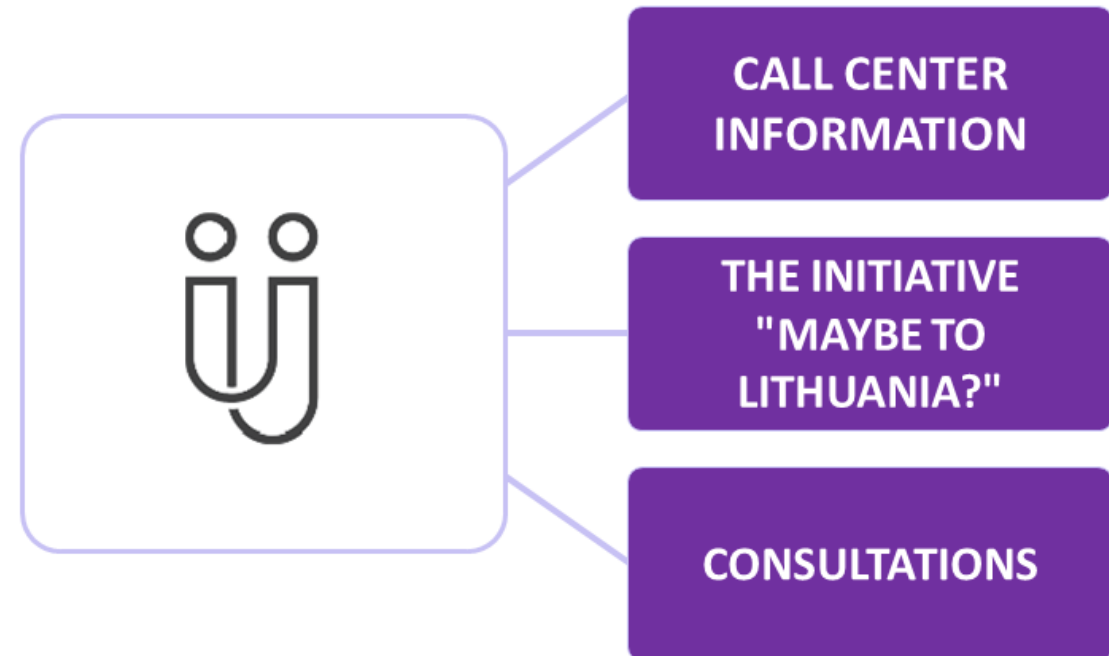 CALL CENTER
INFORMATION
THE INITIATIVE
"MAYBE TO
LITHUANIA?"
CONSULTATIONS